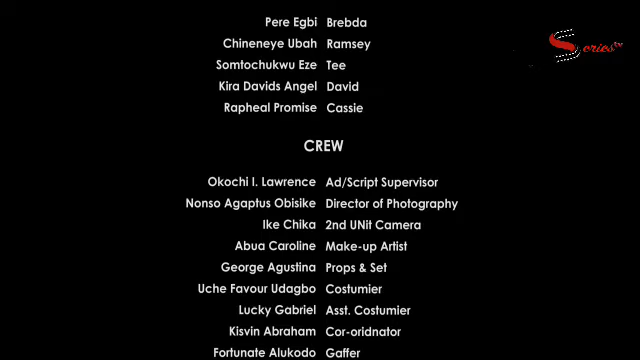 Pere Egbi Brebda
Chineneye Ubah Ramsey
Somtochukwu Eze Tee
Kira Davids Angel David
Rapheal Promise Cassie
Series tv
CREW
Okochi I. Lawrence Ad/Script Supervisor
Nonso Agaptus Obisike Director of Photography
Ike Chika 2nd UNit Camera
Abua Caroline Make-up Artist
George Agustina Props & Set
Uche Favour Udagbo Costumier
Lucky Gabriel Asst. Costumier
Kisvin Abraham Cor-oridnator
Fortunate Alukodo Gaffer